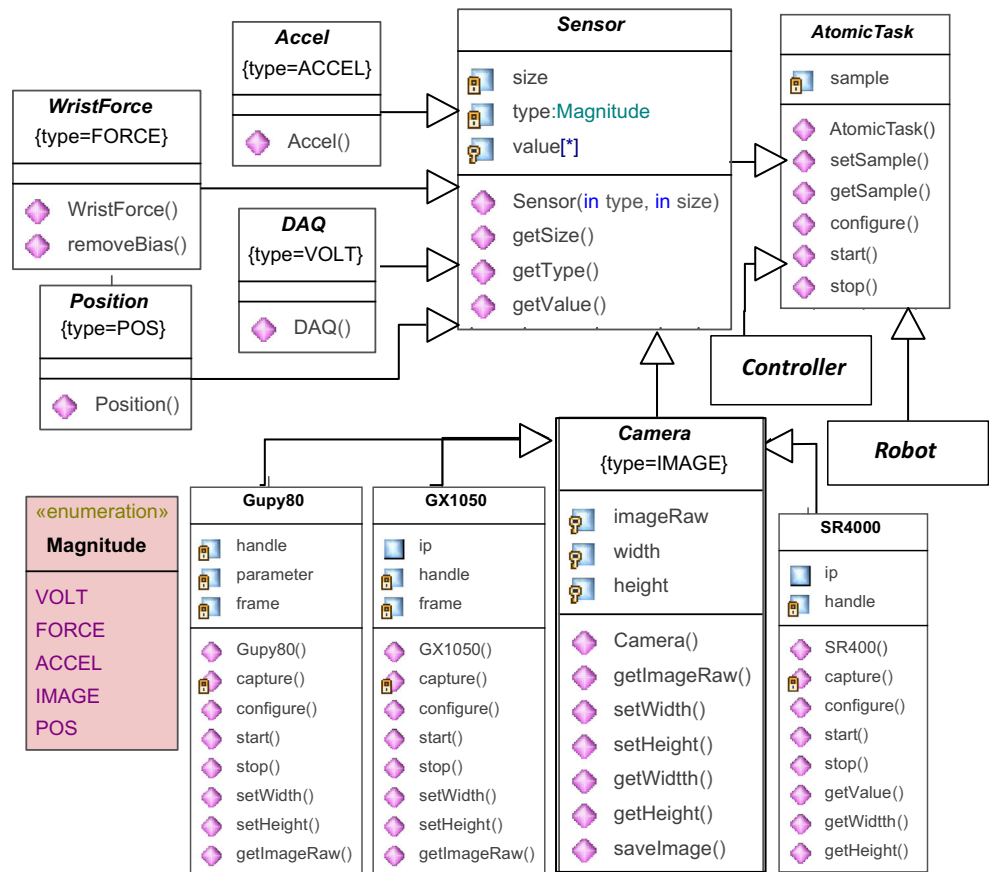 Accel
{type=ACCEL}
Accel()
WristForce
{type=FORCE}
WristForce()
removeBias()
DAQ
{type=VOLT}
DAQ()
Position
{type=POS}
Position()
Sensor
size
type:Magnitude
value[*]
Sensor(in type, in size)
getSize()
getType()
getValue()
AtomicTask
sample
AtomicTask()
setSample()
getSample()
configure()
start()
stop()
Controller
Robot
«enumeration»
Magnitude
VOLT
FORCE
ACCEL
IMAGE
POS
Gupy80
handle
parameter
frame
Gupy80()
capture()
configure()
start()
stop()
setWidth()
setHeight()
getImageRaw()
GX1050
ip
handle
frame
GX1050()
capture()
configure()
start()
stop()
setWidth()
setHeight()
getImageRaw()
Camera
{type=IMAGE}
imageRaw
width
height
Camera()
getImageRaw()
setWidth()
setHeight()
getWidtth()
getHeight()
saveImage()
SR4000
ip
handle
SR400()
capture()
configure()
start()
stop()
getValue()
getWidtth()
getHeight()